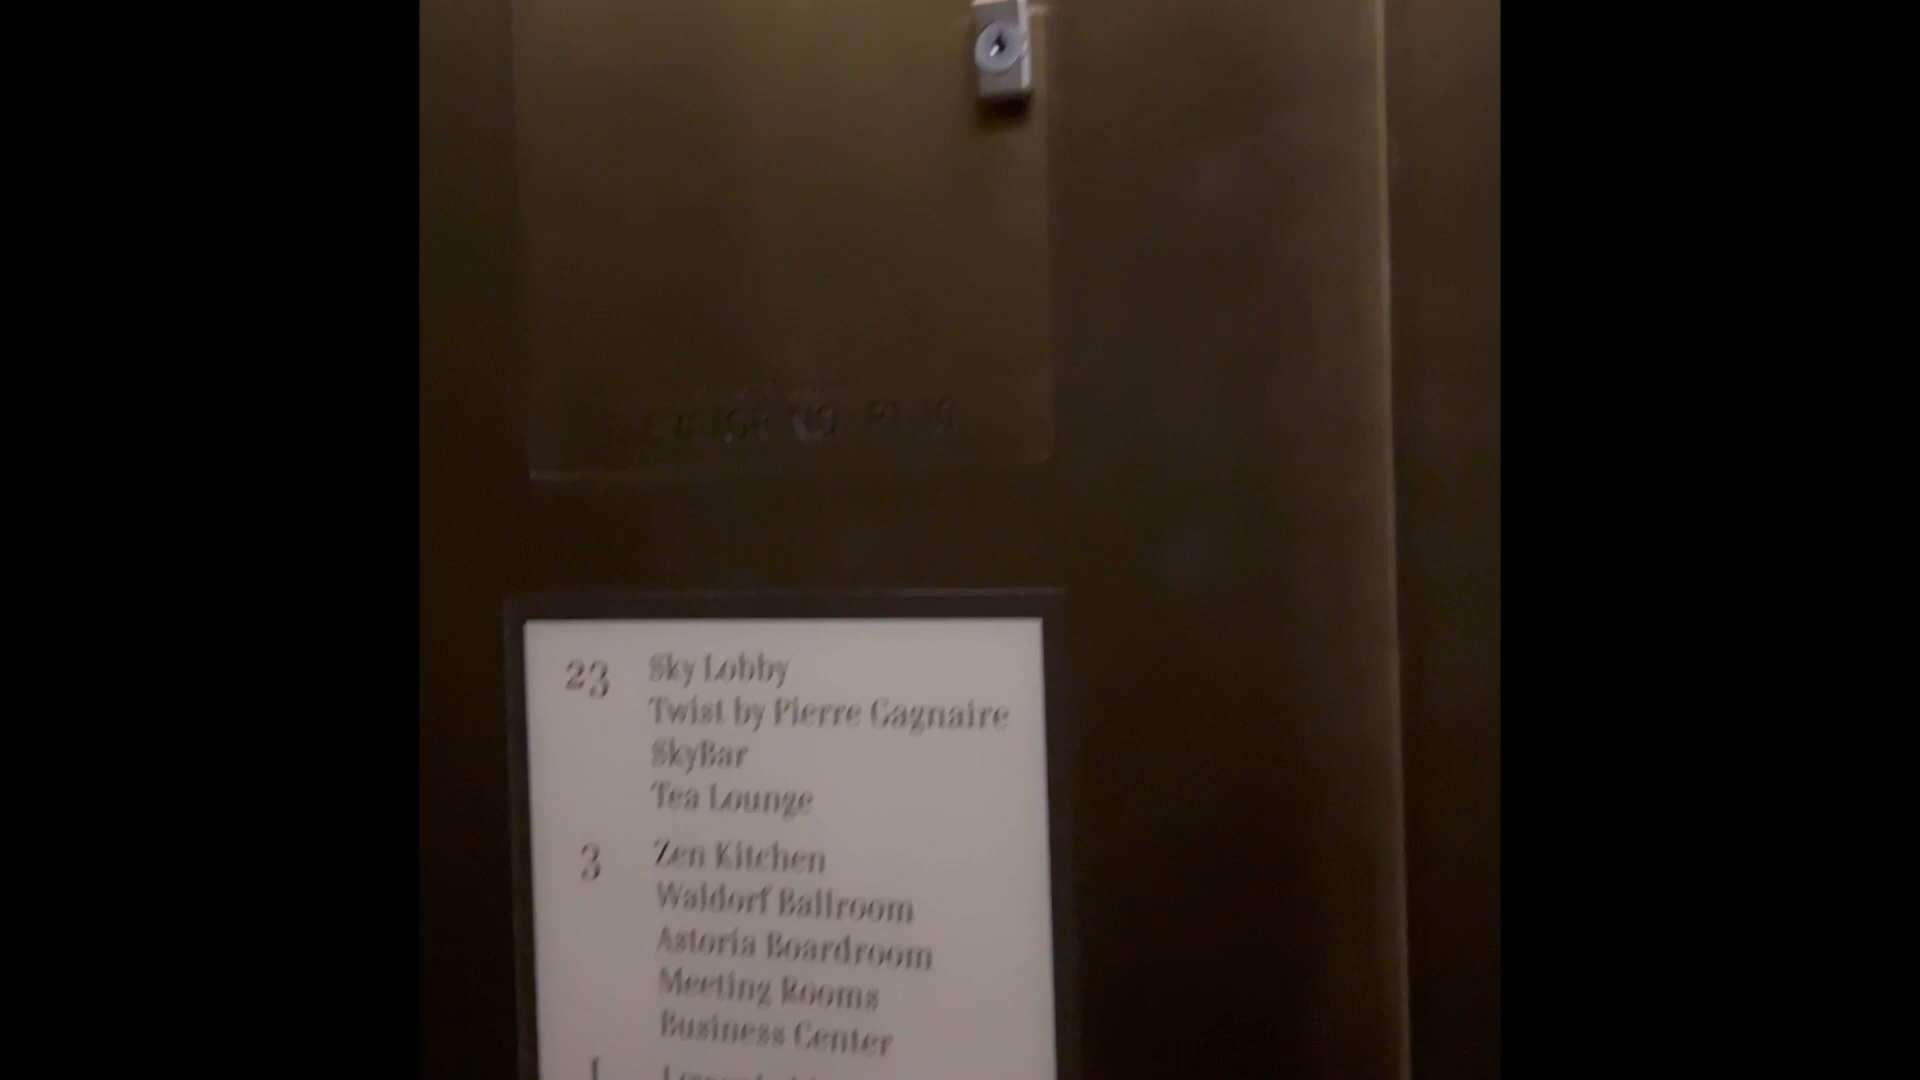 NO.
23 Sky Lobby
Twist by Pierre Gagnaire
SkyBar
Tea Lounge
3 Zen Kitchen
Waldorf Ballroom
Astoria Boardroom
Meeting Rooms
Business Center